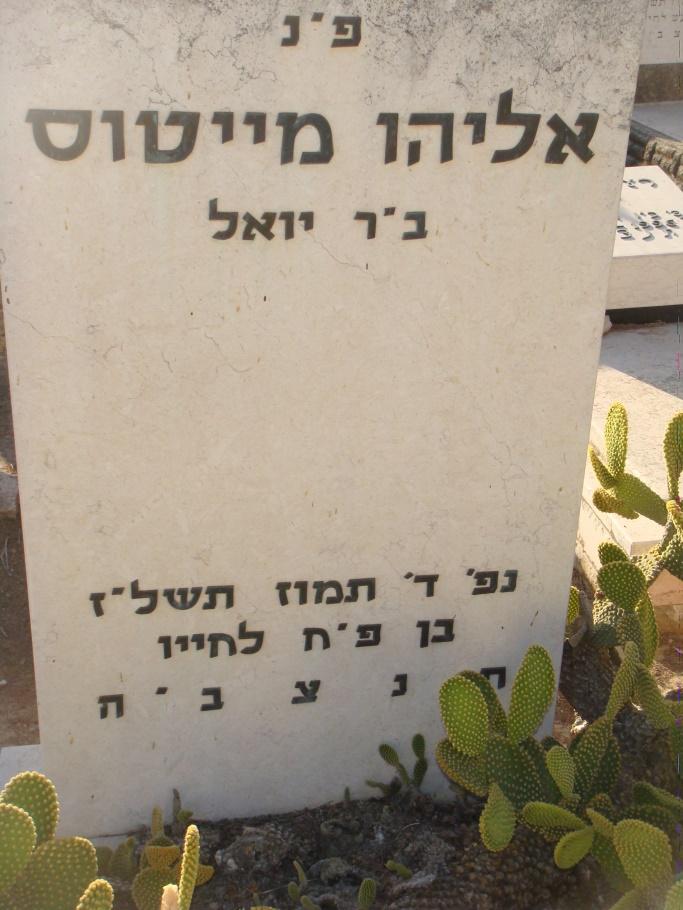 פ"נ
אליהו מייטוס
ב"ר יואל
נפ' ד' תמוז תשל"ז
בן פ"ח לחייו
ת נ צ ב"ה